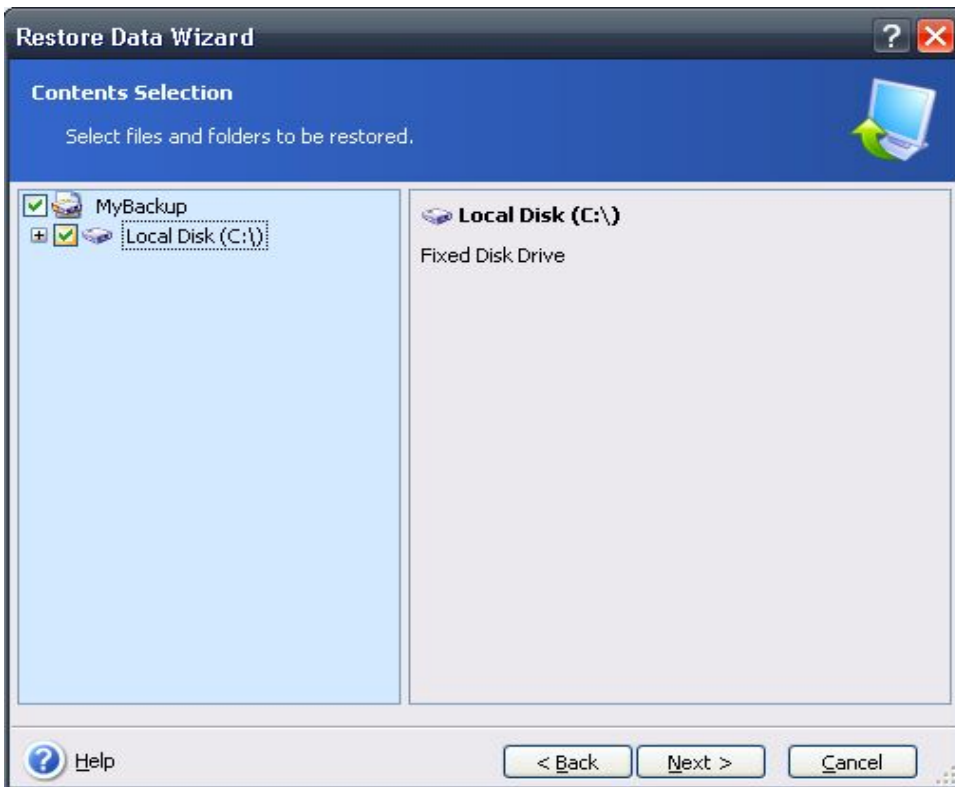 Restore Data Wizard
?
Contents Selection
Select files and folders to be restored.
MyBackup
Local Disk (C:\)
Local Disk (C:\)
Fixed Disk Drive
? Help
< Back
Next >
Cancel